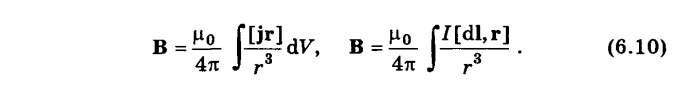 B = μ₀/4π ∫ [jr]/r³ dV,  B = μ₀/4π ∫ I[dl, r]/r³ .  (6.10)